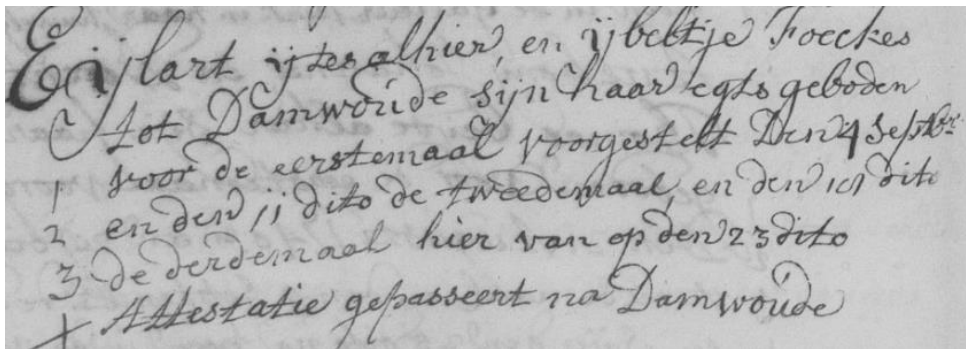 Eijlart ijtes alhier, en ijbeltje Foeckes
tot Damwoude sijn haar egts geboden
1 voor de eerstemaal voorgestelt Den 4 Septbr
2 en den 11 dito de tweedemaal, en den dito
3 de derdemaal hier van op den 23 dito
+ Attestatie gepasseert na Damwoude